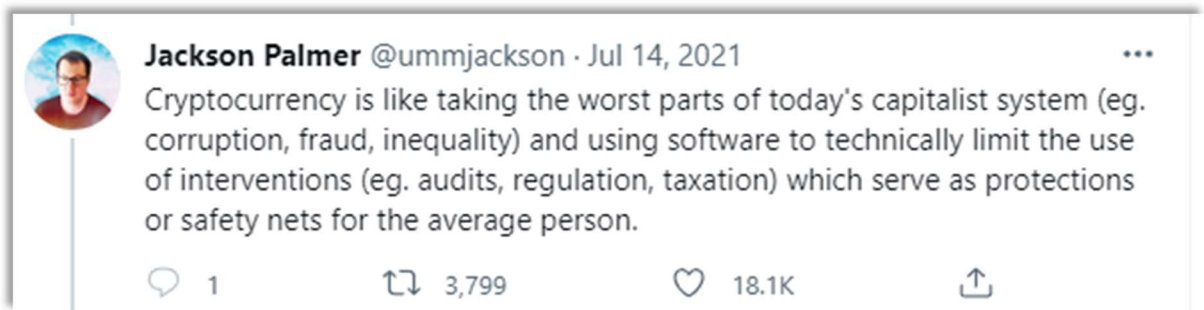 Jackson Palmer @ummjackson · Jul 14, 2021
Cryptocurrency is like taking the worst parts of today's capitalist system (eg.
corruption, fraud, inequality) and using software to technically limit the use
of interventions (eg. audits, regulation, taxation) which serve as protections
or safety nets for the average person.
1 3,799 18.1K